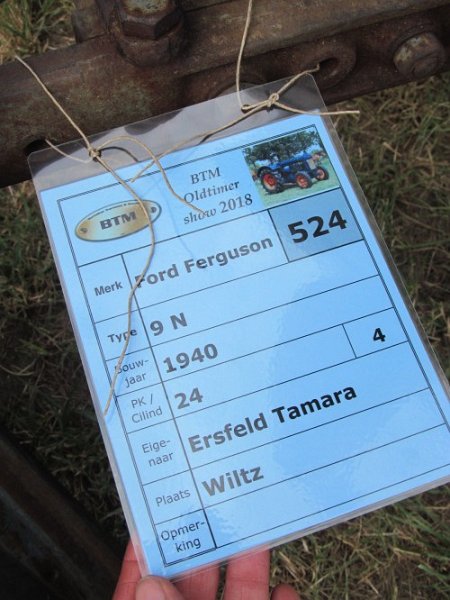 BTM
Oldtimer
show 2018
BTM
524
Merk Ford Ferguson
Type 9 N
Bouw-
jaar 1940
PK /
Cilind 24 4
Eige-
naar Ersfeld Tamara
Plaats Wiltz
Opmer-
king